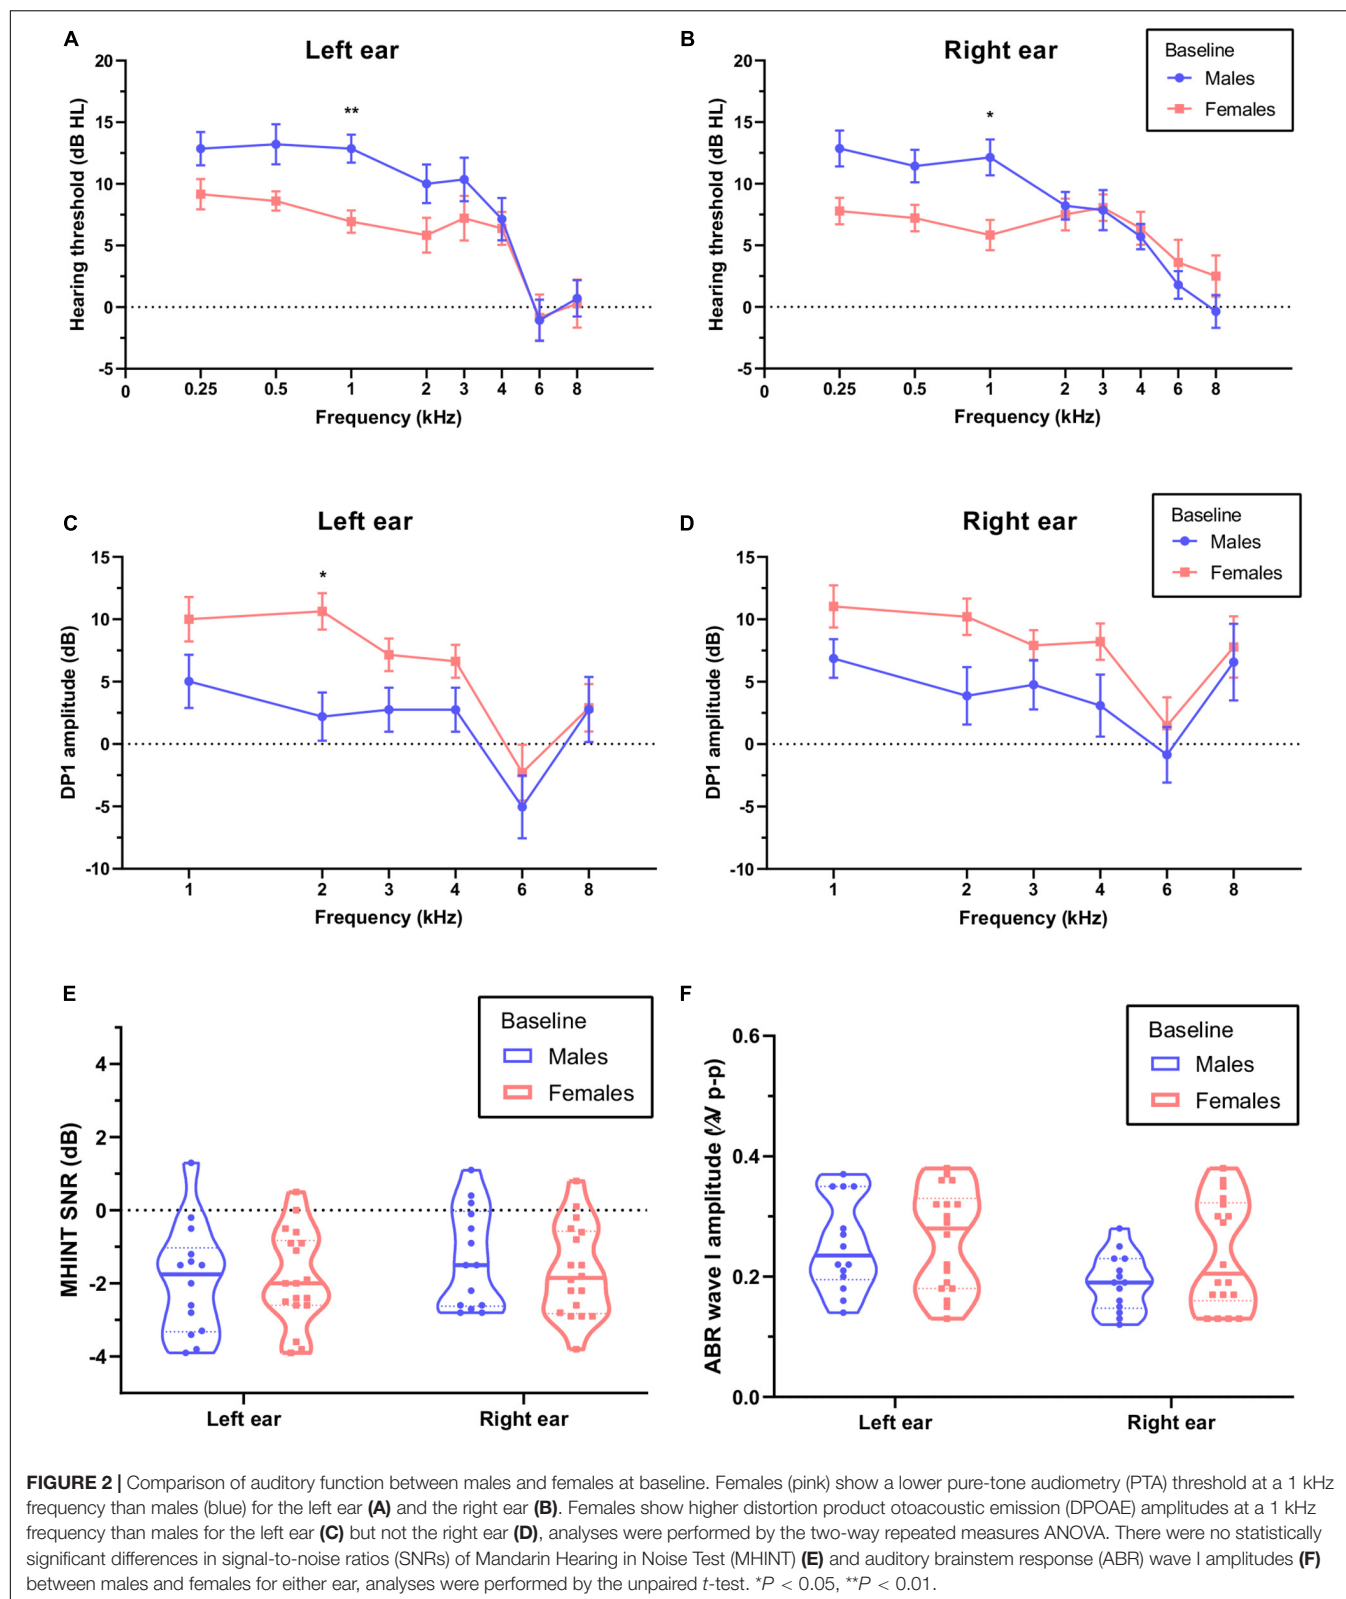 A
Left ear
20
15
10
5
0
-5
Hearing threshold (dB HL)
**
0 0.25 0.5 1 2 3 4 6 8
Frequency (kHz)
B
Right ear
Baseline
Males
Females
20
15
10
5
0
-5
Hearing threshold (dB HL)
*
0 0.25 0.5 1 2 3 4 6 8
Frequency (kHz)
C
Left ear
15
10
5
0
-5
-10
DP1 amplitude (dB)
*
1 2 3 4 6 8
Frequency (kHz)
D
Right ear
Baseline
Males
Females
15
10
5
0
-5
-10
DP1 amplitude (dB)
1 2 3 4 6 8
Frequency (kHz)
E
Baseline
Males
Females
4
2
0
-2
-4
MHINT SNR (dB)
Left ear Right ear
F
Baseline
Males
Females
0.6
0.4
0.2
0.0
ABR wave I amplitude ( p-p)
Left ear Right ear
FIGURE 2 | Comparison of auditory function between males and females at baseline. Females (pink) show a lower pure-tone audiometry (PTA) threshold at a 1 kHz
frequency than males (blue) for the left ear (A) and the right ear (B). Females show higher distortion product otoacoustic emission (DPOAE) amplitudes at a 1 kHz
frequency than males for the left ear (C) but not the right ear (D), analyses were performed by the two-way repeated measures ANOVA. There were no statistically
significant differences in signal-to-noise ratios (SNRs) of Mandarin Hearing in Noise Test (MHINT) (E) and auditory brainstem response (ABR) wave I amplitudes (F)
between males and females for either ear, analyses were performed by the unpaired t-test. *P < 0.05, **P < 0.01.